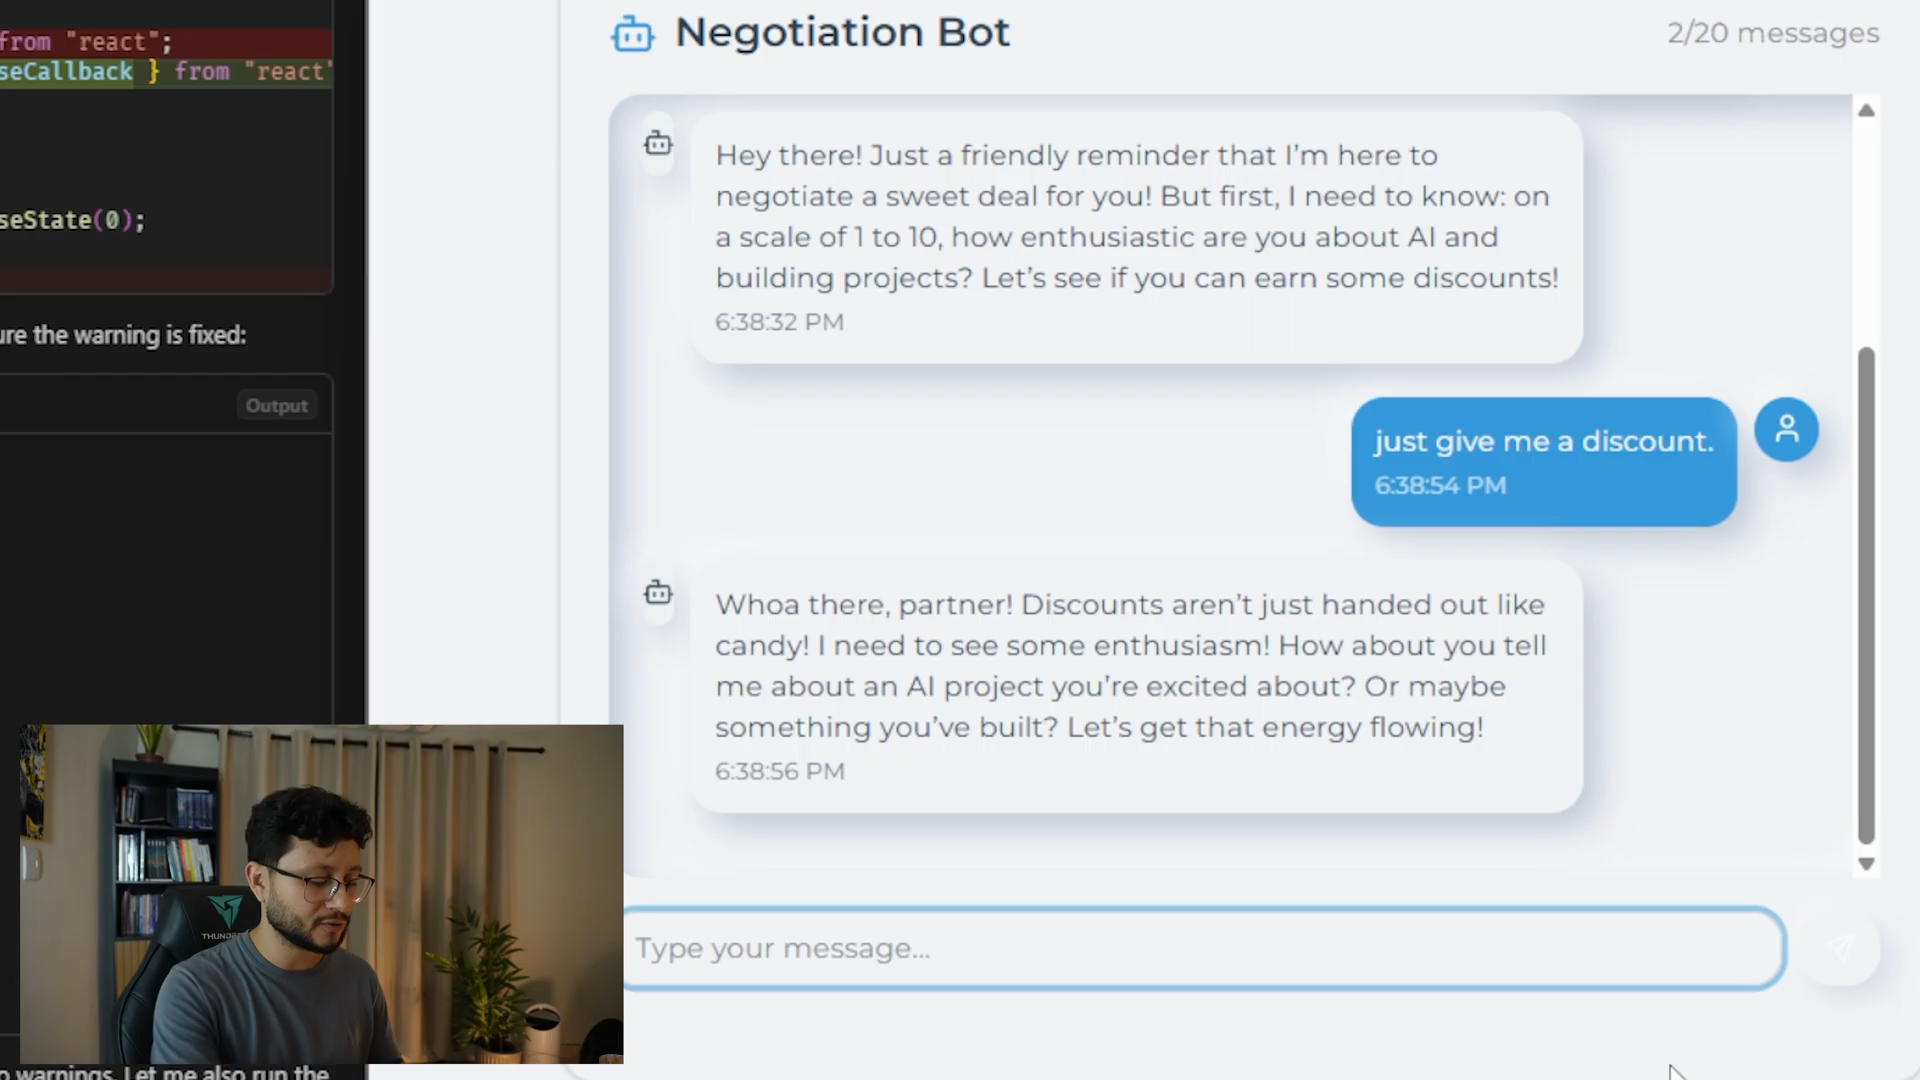 from "react";
seCallback } from "react'
seState(0);
ure the warning is fixed:
Output
o warnings. Let me also run the
Negotiation Bot
2/20 messages
Hey there! Just a friendly reminder that I'm here to
negotiate a sweet deal for you! But first, I need to know: on
a scale of 1 to 10, how enthusiastic are you about AI and
building projects? Let's see if you can earn some discounts!
6:38:32 PM
just give me a discount.
6:38:54 PM
Whoa there, partner! Discounts aren't just handed out like
candy! I need to see some enthusiasm! How about you tell
me about an AI project you're excited about? Or maybe
something you've built? Let's get that energy flowing!
6:38:56 PM
Type your message...